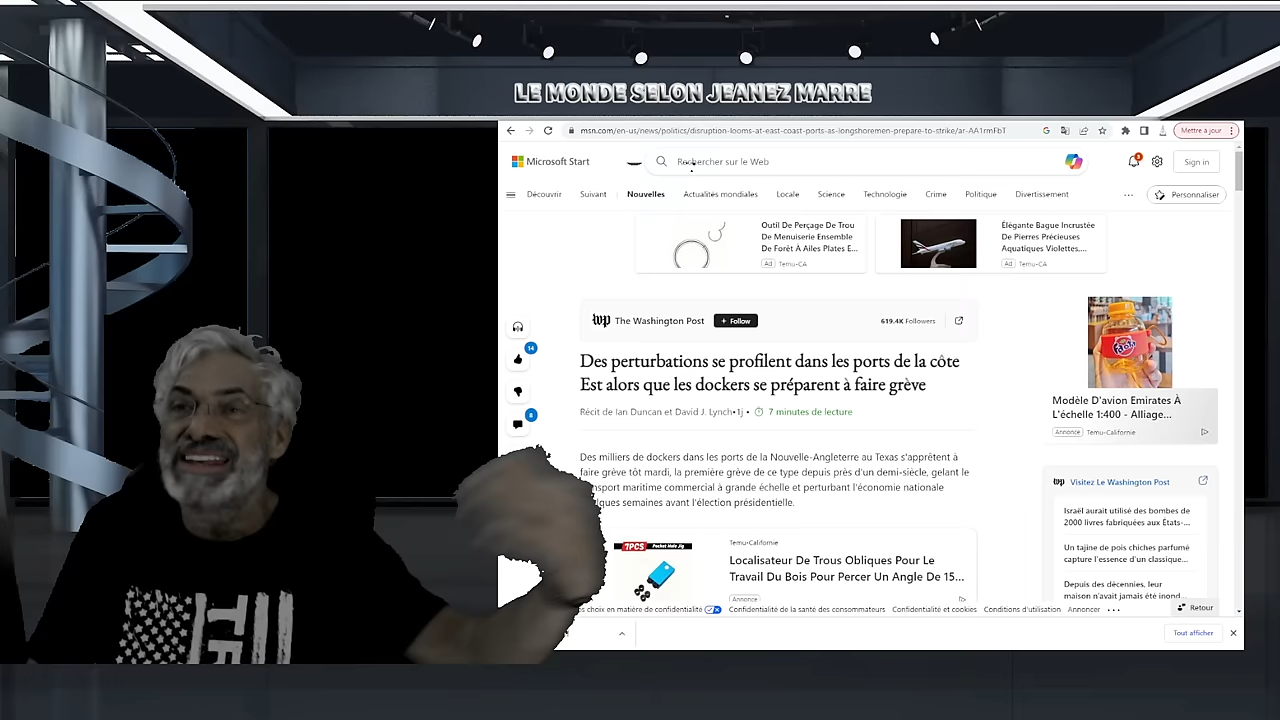 LE MONDE SELON JEANEZ MARRE
msn.com/en-us/news/politics/disruption-looms-at-east-coast-ports-as-longshoremen-prepare-to-strike/ar-AA1rmFbT
Mettre à jour
Microsoft Start
Rechercher sur le Web
Sign in
Découvrir
Suivant
Nouvelles
Actualités mondiales
Locale
Science
Technologie
Crime
Politique
Divertissement
Personnaliser
Outil De Perçage De Trou
De Menuiserie Ensemble
De Forêt À Ailes Plates E...
Ad Temu-CA
Élégante Bague Incrustée
De Pierres Précieuses
Aquatiques Violettes,...
Ad Temu-CA
wp The Washington Post
+ Follow
619.4K Followers
14
8
Des perturbations se profilent dans les ports de la côte
Est alors que les dockers se préparent à faire grève
Récit de Ian Duncan et David J. Lynch•1j •
7 minutes de lecture
Des milliers de dockers dans les ports de la Nouvelle-Angleterre au Texas s'apprêtent à
faire grève tôt mardi, la première grève de ce type depuis près d'un demi-siècle, gelant le
transport maritime commercial à grande échelle et perturbant l'économie nationale
quelques semaines avant l'élection présidentielle.
7PCS Pocket Hole Jig
Temu•Californie
Localisateur De Trous Obliques Pour Le
Travail Du Bois Pour Percer Un Angle De 15...
Annonce
Modèle D'avion Emirates À
L'échelle 1:400 - Alliage...
Annonce Temu-Californie
wp Visitez Le Washington Post
Israël aurait utilisé des bombes de
2000 livres fabriquées aux États-...
Un tajine de pois chiches parfumé
capture l'essence d'un classique...
Depuis des décennies, leur
maison n'avait jamais été inond...
choix en matière de confidentialité
Confidentialité de la santé des consommateurs
Confidentialité et cookies
Conditions d'utilisation
Annoncer
Retour
Tout afficher